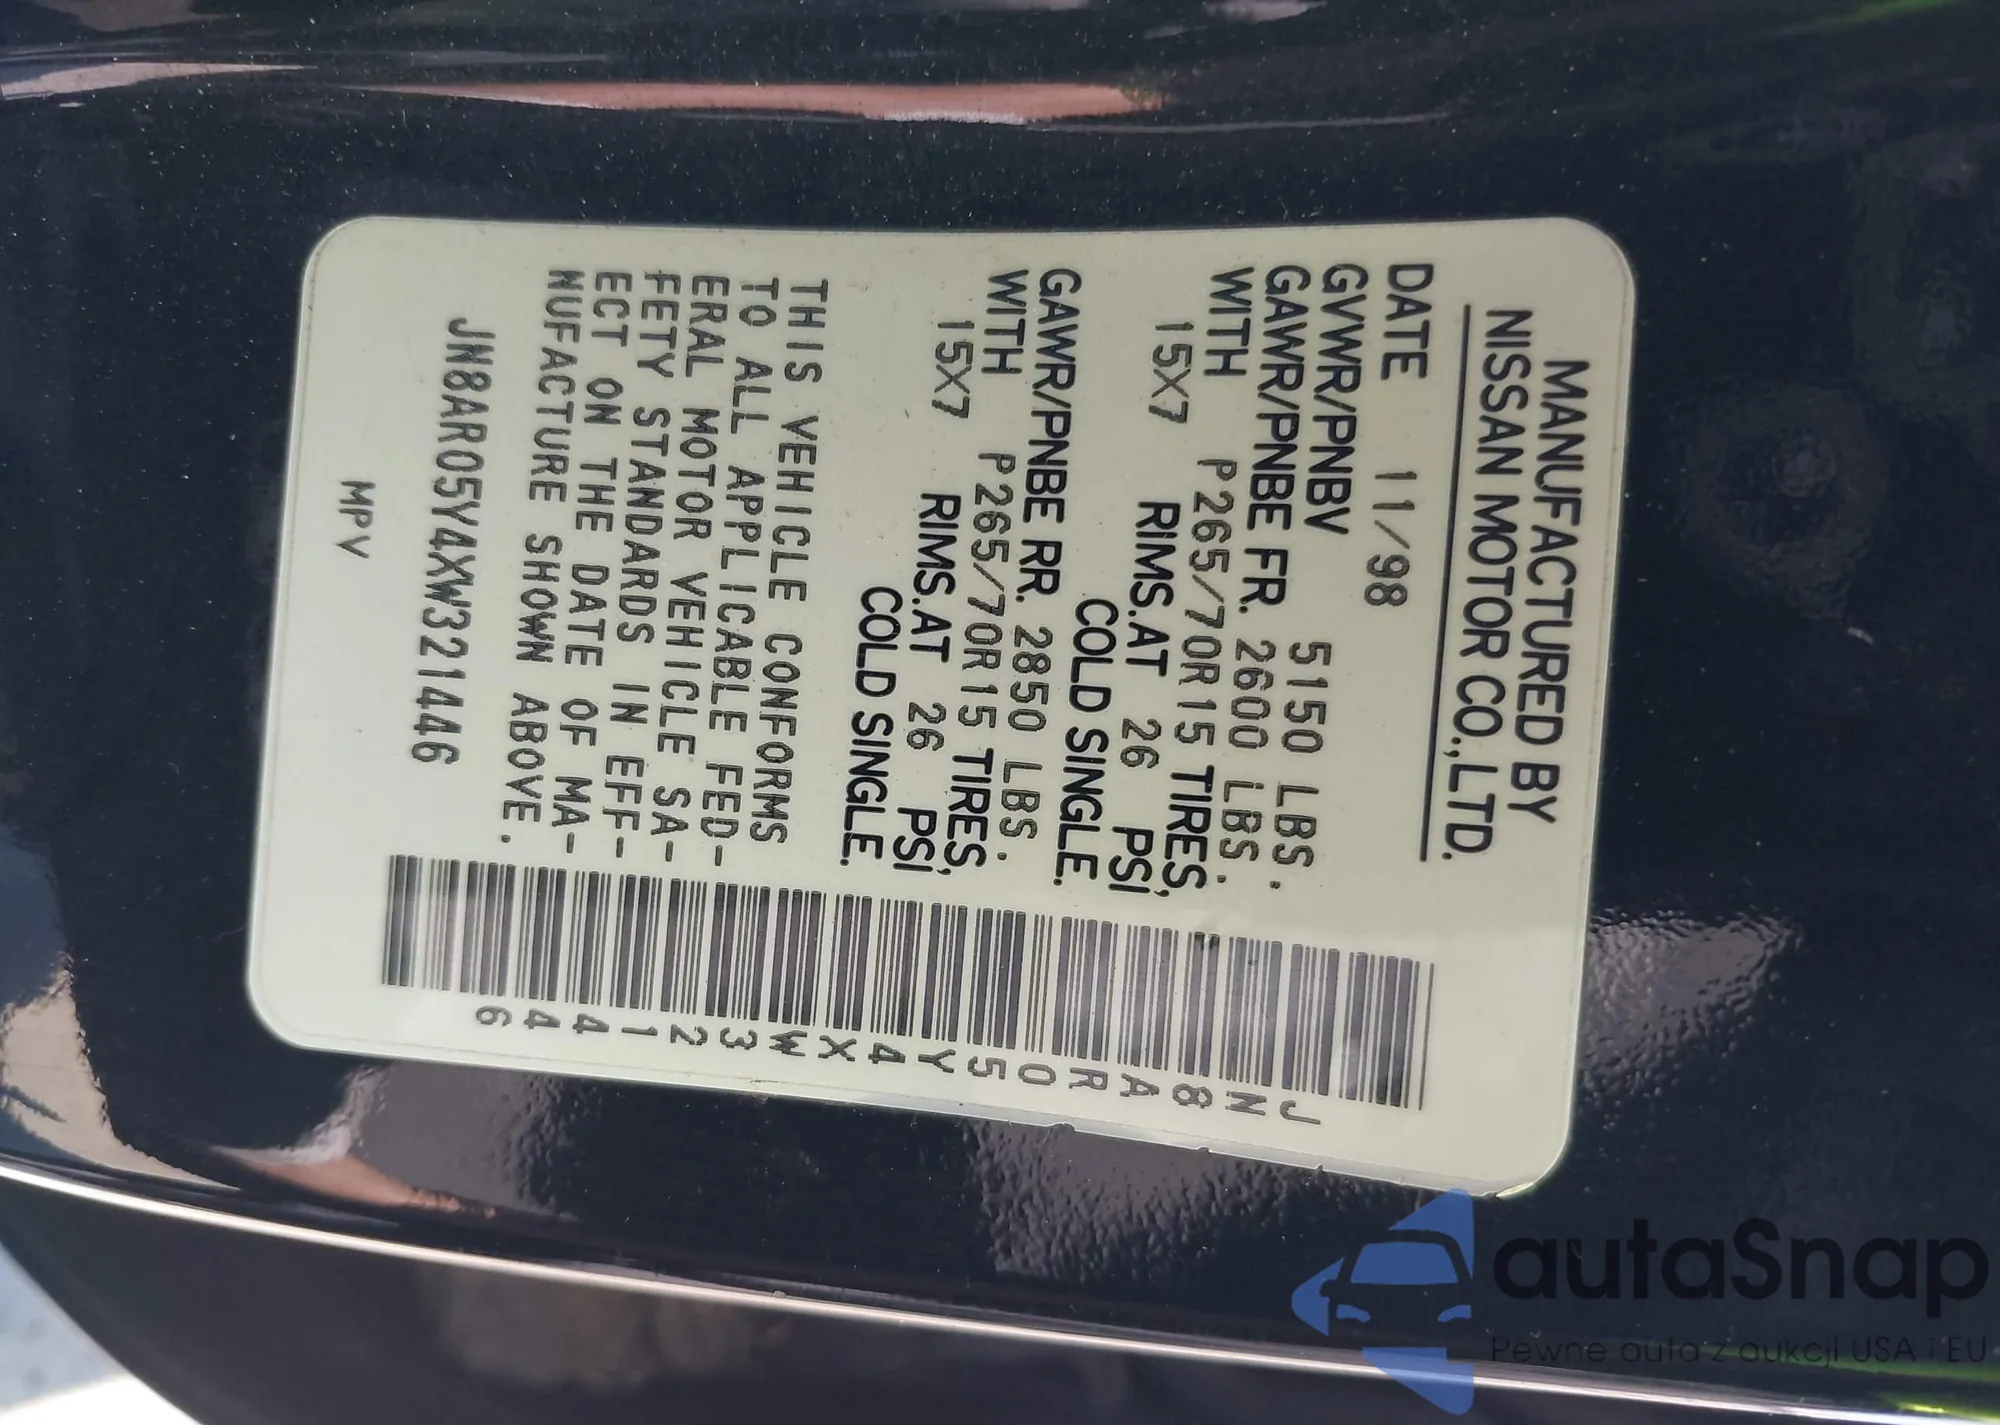 MANUFACTURED BY
NISSAN MOTOR CO.,LTD.
DATE 11/98
GVWR/PNBV 5150 LBS.
GAWR/PNBE FR. 2600 LBS.
WITH P265/70R15 TIRES,
15X7 RIMS.AT 26 PSI
COLD SINGLE.
GAWR/PNBE RR. 2850 LBS.
WITH P265/70R15 TIRES,
15X7 RIMS.AT 26 PSI,
COLD SINGLE.
THIS VEHICLE CONFORMS
TO ALL APPLICABLE FED-
ERAL MOTOR VEHICLE SA-
FETY STANDARDS IN EFF-
ECT ON THE DATE OF MA-
NUFACTURE SHOWN ABOVE.
JN8AR05Y4XW321446
MPV
JN8AR05Y4XW321446
autaSnap
Pewne auta z aukcji USA i EU